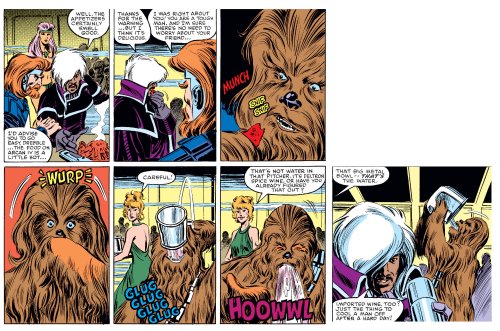 WELL, THE
APPETIZERS
CERTAINLY
SMELL
GOOD.
I'D ADVISE
YOU TO GO
EASY, DREBBLE
...THE FOOD ON
ARCAN IV IS A
LITTLE HOT...
THANKS
FOR THE
WARNING
...BUT I
THINK IT'S
DELICIOUS.
I WAS RIGHT ABOUT
YOU! YOU ARE A TOUGH
MAN, AND I'M SURE
THERE'S NO NEED TO
WORRY ABOUT YOUR
FRIEND...
MUNCH
SNIF
SNIF
WURP
CAREFUL!
GLUG
GLUG
GLUG
GLUG
THAT'S NOT WATER IN
THAT PITCHER, IT'S FELTRON
SPICE WINE, OR HAVE YOU
ALREADY FIGURED
THAT OUT?
HOOWWL
THAT BIG METAL
BOWL -- THAT'S
THE WATER.
IMPORTED WINE, TOO?
JUST THE THING TO
COOL A MAN OFF
AFTER A HARD DAY!